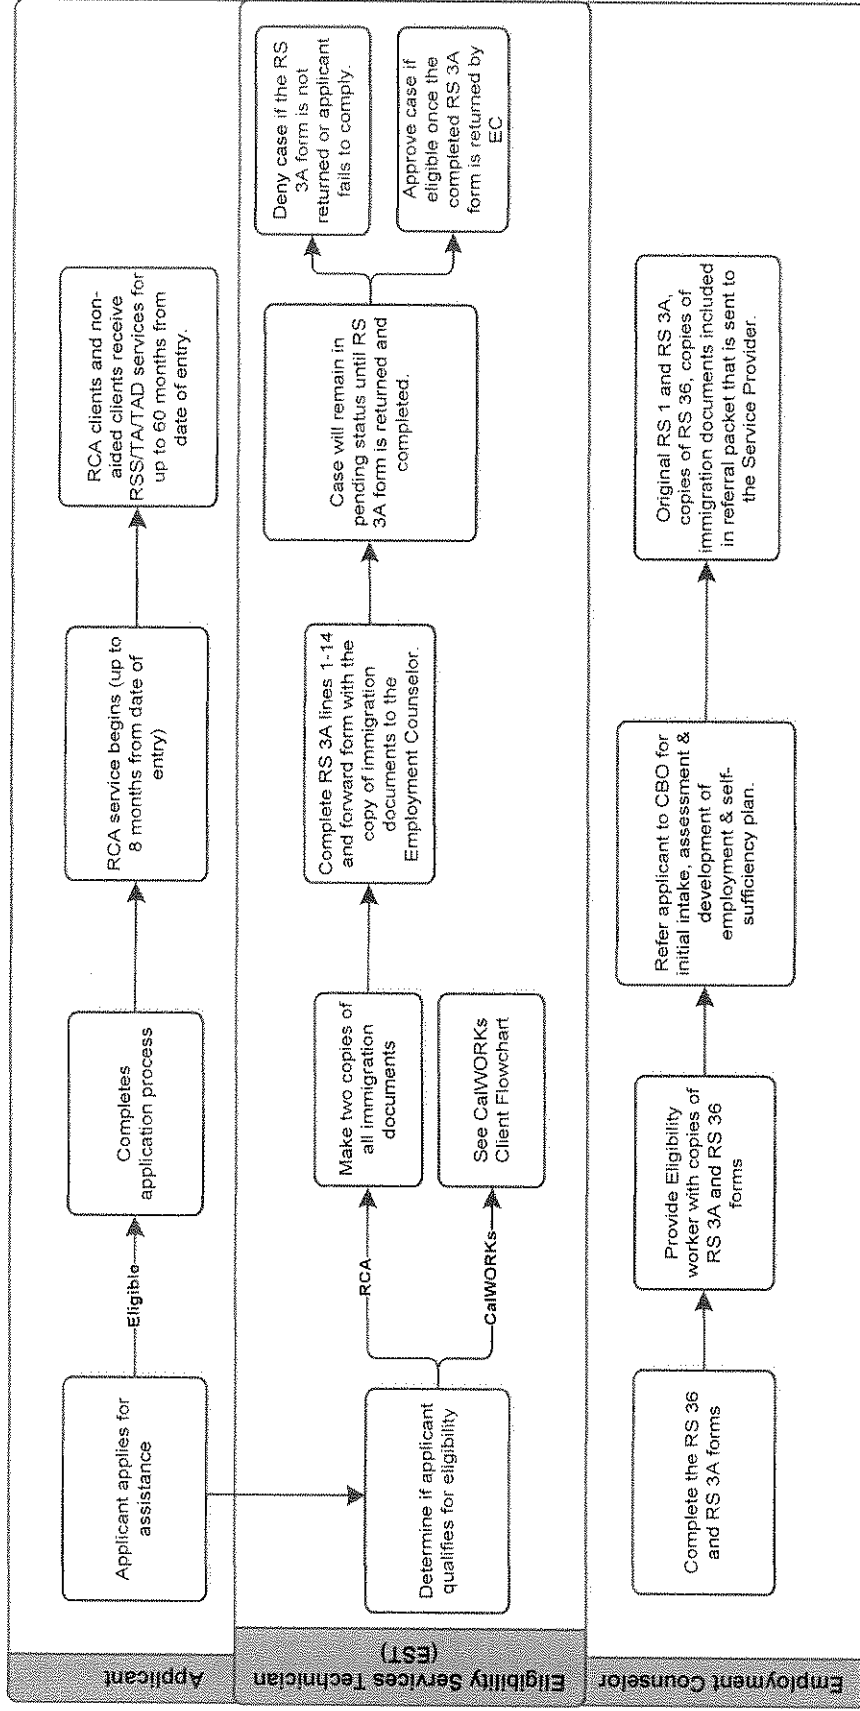 Applicant
Applicant applies for
assistance
Eligible
Completes
application process
RCA service begins (up to
8 months from date of
entry)
RCA clients and non-
aided clients receive
RSS/TA/TAD services for
up to 60 months from
date of entry.
Eligibility Services Technician
(EST)
Determine if applicant
qualifies for eligibility
RCA
CalWORKs
Make two copies of
all immigration
documents
See CalWORKs
Client Flowchart
Complete RS 3A lines 1-14
and forward form with the
copy of immigration
documents to the
Employment Counselor.
Case will remain in
pending status until RS
3A form is returned and
completed.
Deny case if the RS
3A form is not
returned or applicant
fails to comply.
Approve case if
eligible once the
completed RS 3A
form is returned by
EC
Employment Counselor
Complete the RS 36
and RS 3A forms
Provide Eligibility
worker with copies of
RS 3A and RS 36
forms
Refer applicant to CBO for
initial intake, assessment &
development of
employment & self-
sufficiency plan.
Original RS 1 and RS 3A,
copies of RS 36, copies of
immigration documents included
in referral packet that is sent to
the Service Provider.